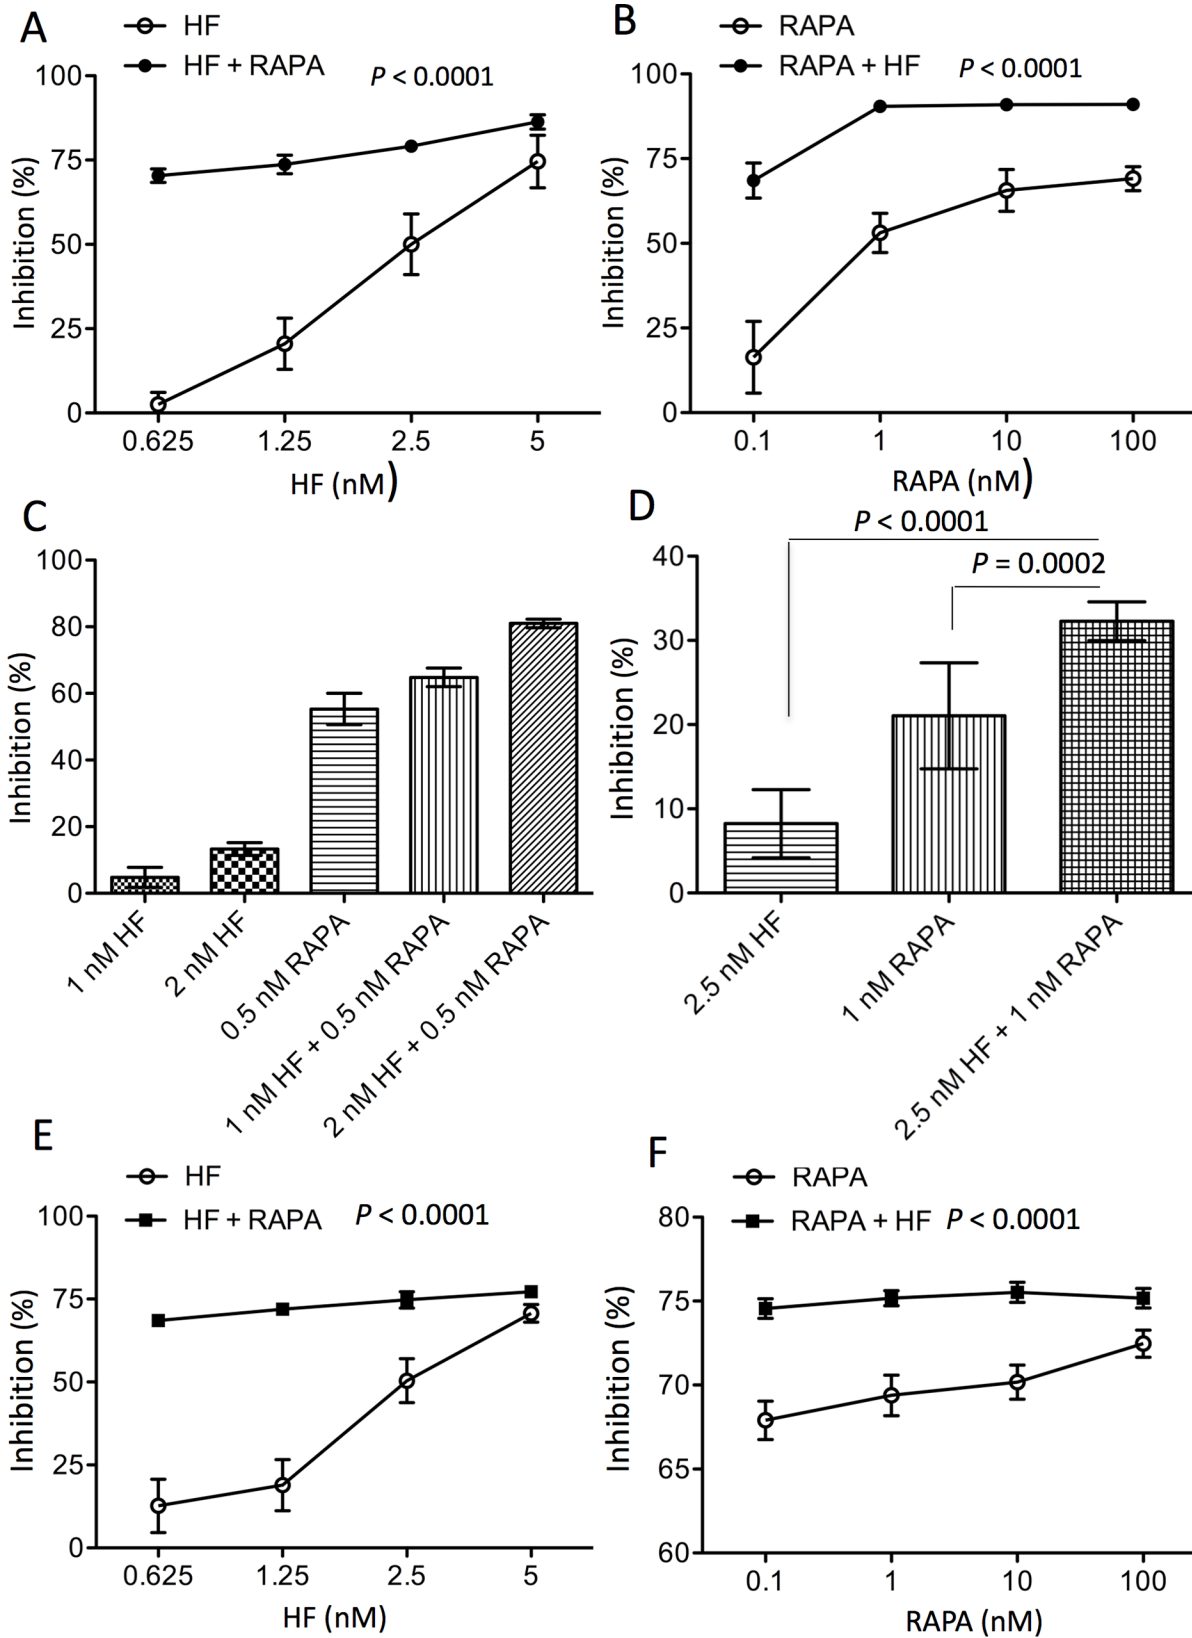 A
HF
HF + RAPA
P < 0.0001
100
75
50
25
0
Inhibition (%)
0.625 1.25 2.5 5
HF (nM)
B
RAPA
RAPA + HF
P < 0.0001
100
75
50
25
0
Inhibition (%)
0.1 1 10 100
RAPA (nM)
C
100
80
60
40
20
0
Inhibition (%)
1 nM HF
2 nM HF
0.5 nM RAPA
1 nM HF + 0.5 nM RAPA
2 nM HF + 0.5 nM RAPA
D
P < 0.0001
P = 0.0002
40
30
20
10
0
Inhibition (%)
2.5 nM HF
1 nM RAPA
2.5 nM HF + 1 nM RAPA
E
HF
HF + RAPA
P < 0.0001
100
75
50
25
0
Inhibition (%)
0.625 1.25 2.5 5
HF (nM)
F
RAPA
RAPA + HF
P < 0.0001
80
75
70
65
60
Inhibition (%)
0.1 1 10 100
RAPA (nM)